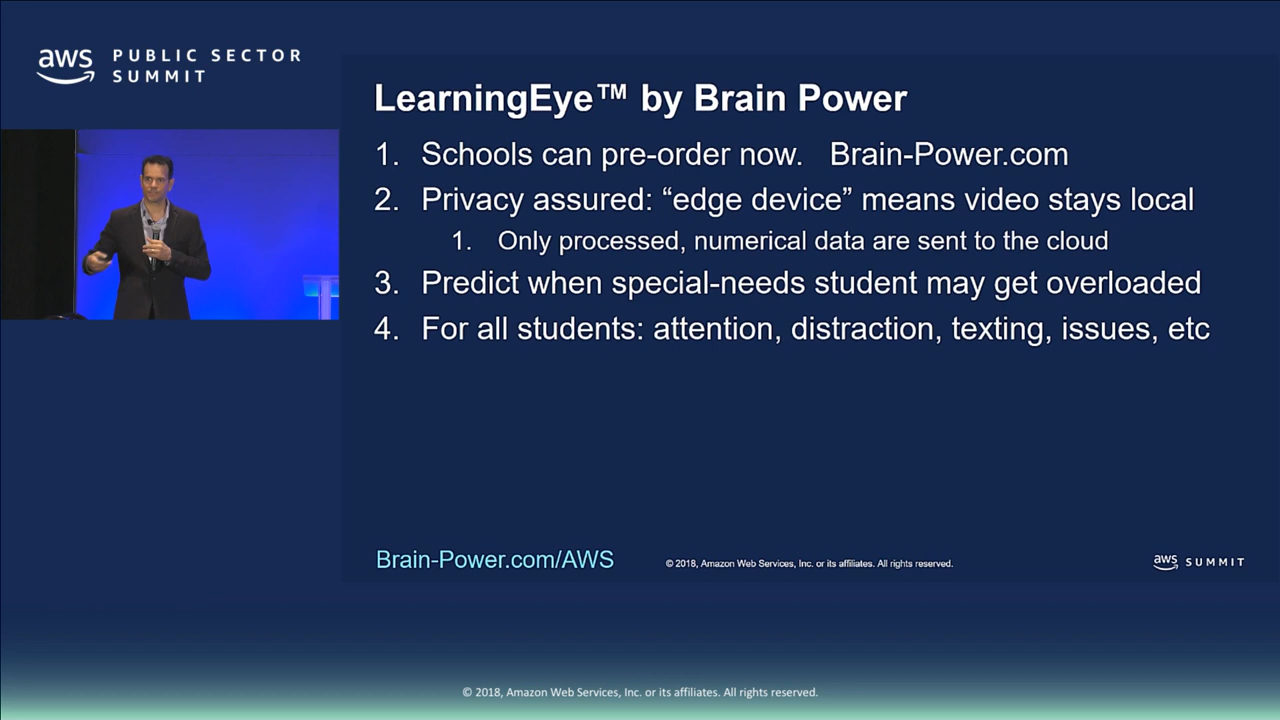 aws PUBLIC SECTOR
SUMMIT
LearningEye™ by Brain Power
1. Schools can pre-order now. Brain-Power.com
2. Privacy assured: “edge device” means video stays local
1. Only processed, numerical data are sent to the cloud
3. Predict when special-needs student may get overloaded
4. For all students: attention, distraction, texting, issues, etc
Brain-Power.com/AWS
© 2018, Amazon Web Services, Inc. or its affiliates. All rights reserved.
aws SUMMIT
© 2018, Amazon Web Services, Inc. or its affiliates. All rights reserved.